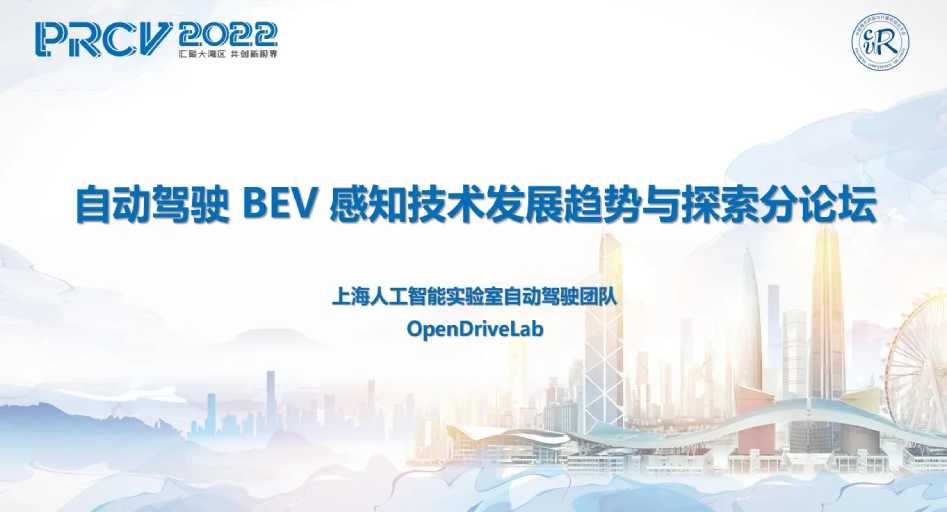 PRCV 2022
汇聚大湾区 共创新视界
CVR
自动驾驶 BEV 感知技术发展趋势与探索分论坛
上海人工智能实验室自动驾驶团队
OpenDriveLab